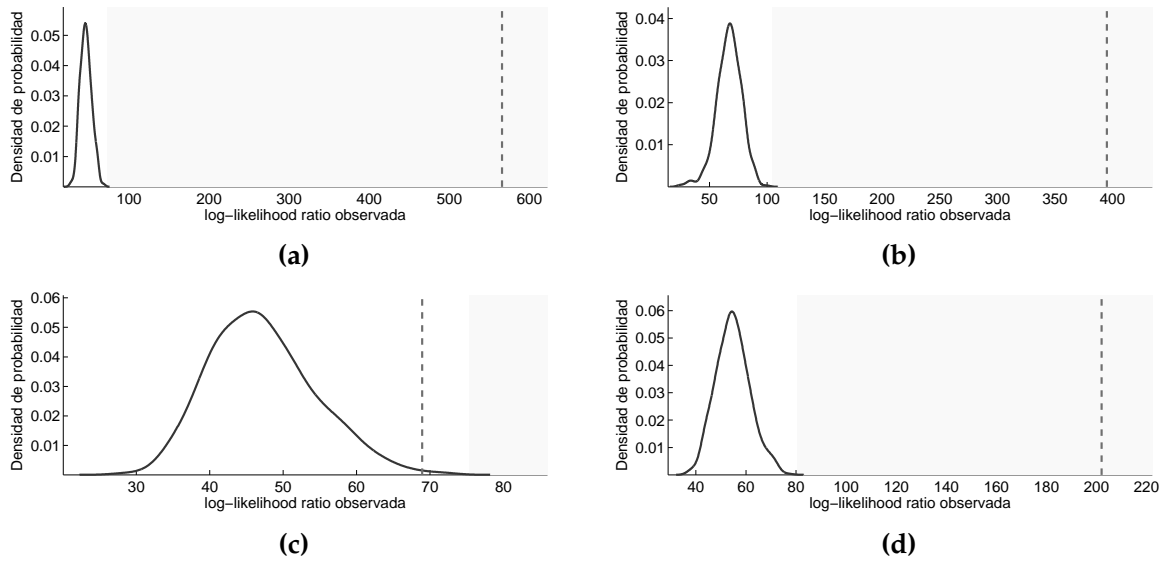 Densidad de probabilidad
0.05
0.04
0.03
0.02
0.01
100 200 300 400 500 600
log−likelihood ratio observada
(a)
Densidad de probabilidad
0.04
0.03
0.02
0.01
50 100 150 200 250 300 350 400
log−likelihood ratio observada
(b)
Densidad de probabilidad
0.06
0.05
0.04
0.03
0.02
0.01
30 40 50 60 70 80
log−likelihood ratio observada
(c)
Densidad de probabilidad
0.06
0.05
0.04
0.03
0.02
0.01
40 60 80 100 120 140 160 180 200 220
log−likelihood ratio observada
(d)